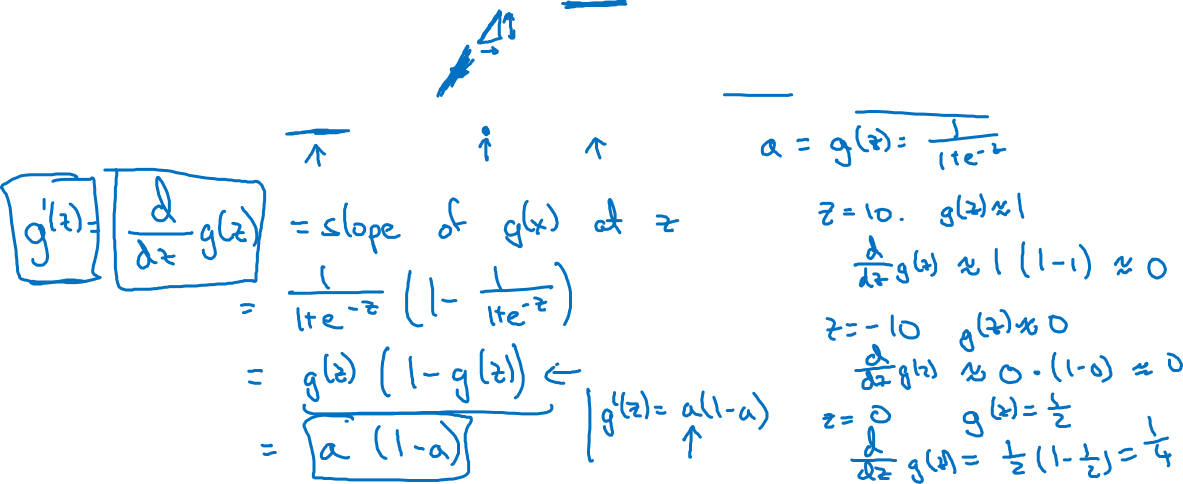 a = g(z) = 1/(1+e^-z)
g'(z) = d/dz g(z) = slope of g(x) at z
= 1/(1+e^-z) (1 - 1/(1+e^-z))
= g(z) (1 - g(z)) ←
= a (1-a)
g'(z) = a(1-a)
z = 10. g(z) ≈ 1
d/dz g(z) ≈ 1 (1-1) ≈ 0
z = -10 g(z) ≈ 0
d/dz g(z) ≈ 0 · (1-0) ≈ 0
z = 0 g(z) = 1/2
d/dz g(z) = 1/2 (1 - 1/2) = 1/4